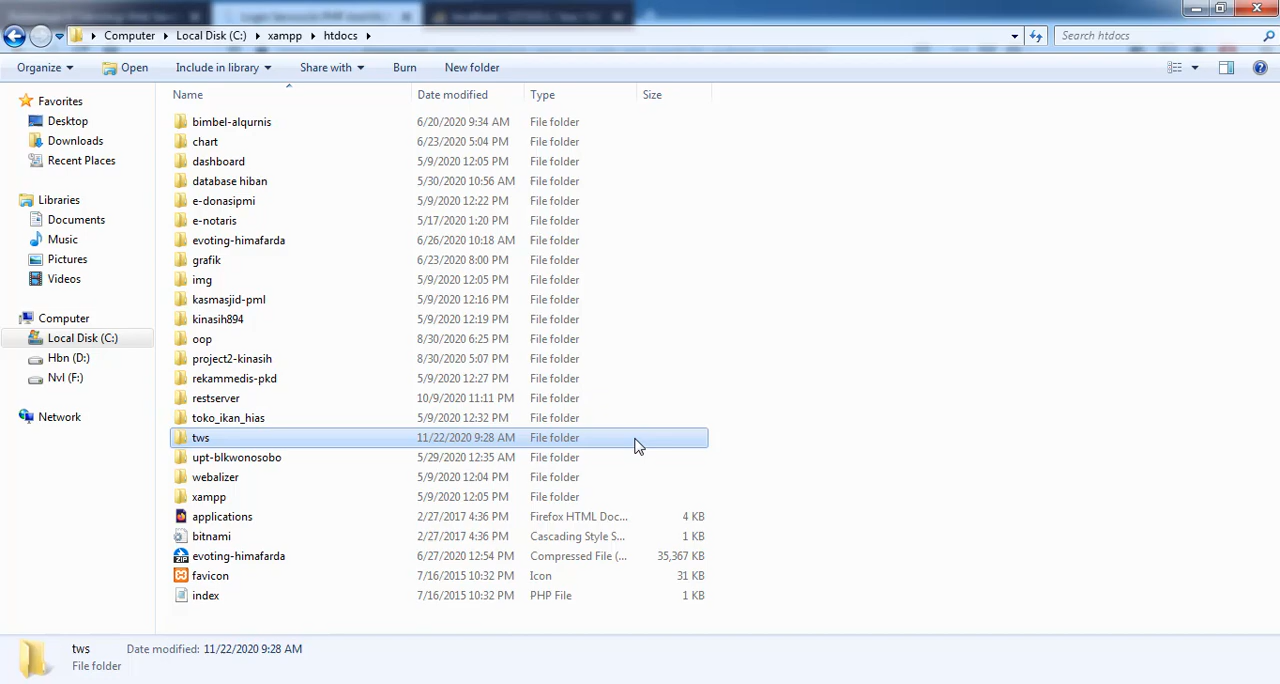 Computer Local Disk (C:) xampp htdocs Search htdocs
Organize Open Include in library Share with Burn New folder
Name Date modified Type Size
Favorites
Desktop
Downloads
Recent Places
Libraries
Documents
Music
Pictures
Videos
Computer
Local Disk (C:)
Hbn (D:)
Nvl (F:)
Network
bimbel-alqurnis 6/20/2020 9:34 AM File folder
chart 6/23/2020 5:04 PM File folder
dashboard 5/9/2020 12:05 PM File folder
database hiban 5/30/2020 10:56 AM File folder
e-donasipmi 5/9/2020 12:22 PM File folder
e-notaris 5/17/2020 1:20 PM File folder
evoting-himafarda 6/26/2020 10:18 AM File folder
grafik 6/23/2020 8:00 PM File folder
img 5/9/2020 12:05 PM File folder
kasmasjid-pml 5/9/2020 12:16 PM File folder
kinasih894 5/9/2020 12:19 PM File folder
oop 8/30/2020 6:25 PM File folder
project2-kinasih 8/30/2020 5:07 PM File folder
rekammedis-pkd 5/9/2020 12:27 PM File folder
restserver 10/9/2020 11:11 PM File folder
toko_ikan_hias 5/9/2020 12:32 PM File folder
tws 11/22/2020 9:28 AM File folder
upt-blkwonosobo 5/29/2020 12:35 AM File folder
webalizer 5/9/2020 12:04 PM File folder
xampp 5/9/2020 12:05 PM File folder
applications 2/27/2017 4:36 PM Firefox HTML Doc... 4 KB
bitnami 2/27/2017 4:36 PM Cascading Style S... 1 KB
evoting-himafarda 6/27/2020 12:54 PM Compressed File (... 35,367 KB
favicon 7/16/2015 10:32 PM Icon 31 KB
index 7/16/2015 10:32 PM PHP File 1 KB
tws Date modified: 11/22/2020 9:28 AM
File folder